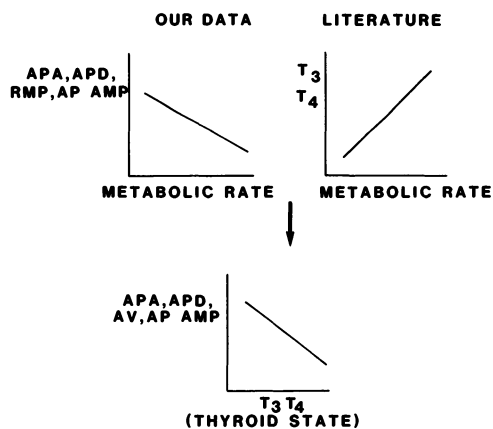 OUR DATA
LITERATURE
APA,APD,
RMP,AP AMP
METABOLIC RATE
T3
T4
METABOLIC RATE
APA,APD,
AV,AP AMP
T3 T4
(THYROID STATE)